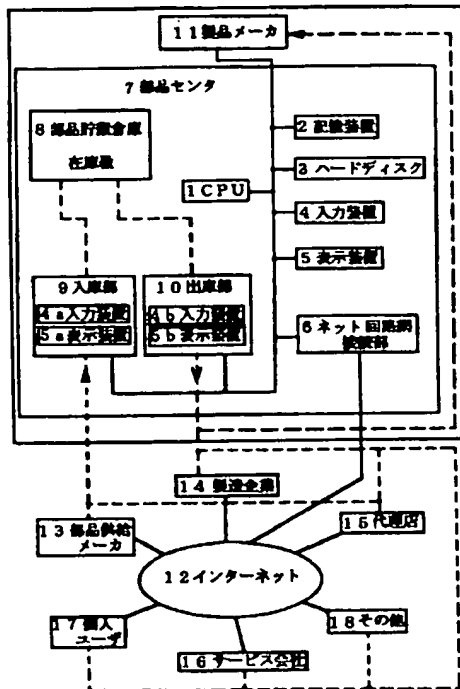 11製品メーカ
7部品センタ
8部品貯蔵倉庫
在庫量
2記憶装置
3ハードディスク
1CPU
4入力装置
5表示装置
9入庫部
4a入力装置
5a表示装置
10出庫部
4b入力装置
5b表示装置
6ネット回路網
接続部
14製造企業
13部品供給
メーカ
15代理店
12インターネット
17個人
ユーザ
18その他
16サービス会社